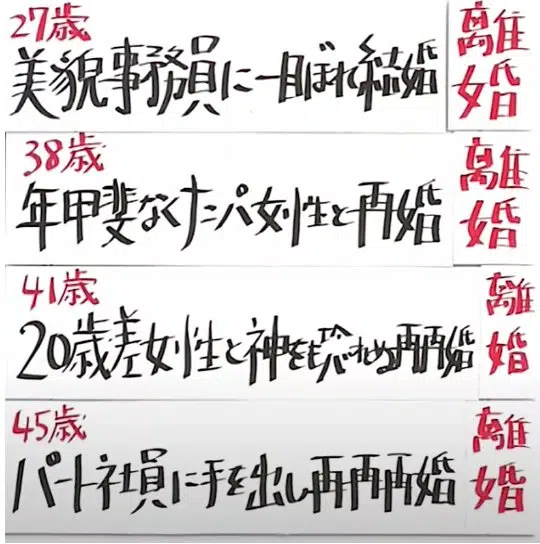 27歳
美貌事務員に一目ぼれ結婚
離婚
38歳
年甲斐なくナンパ女性と再婚
離婚
41歳
20歳差女性と神をも恐れぬ再再婚
離婚
45歳
パート社員に手を出し再再再婚
離婚